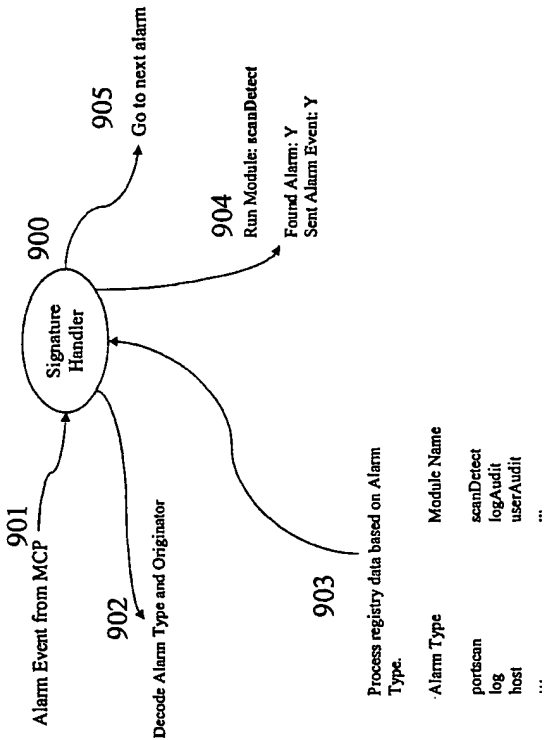 901
Alarm Event from MCP
902
Decode Alarm Type and Originator
900
Signature
Handler
905
Go to next alarm
904
Run Module: scanDetect
Found Alarm: Y
Sent Alarm Event: Y
903
Process registry data based on Alarm
Type.
Alarm Type Module Name
portscan scanDetect
log logAudit
host userAudit
... ...